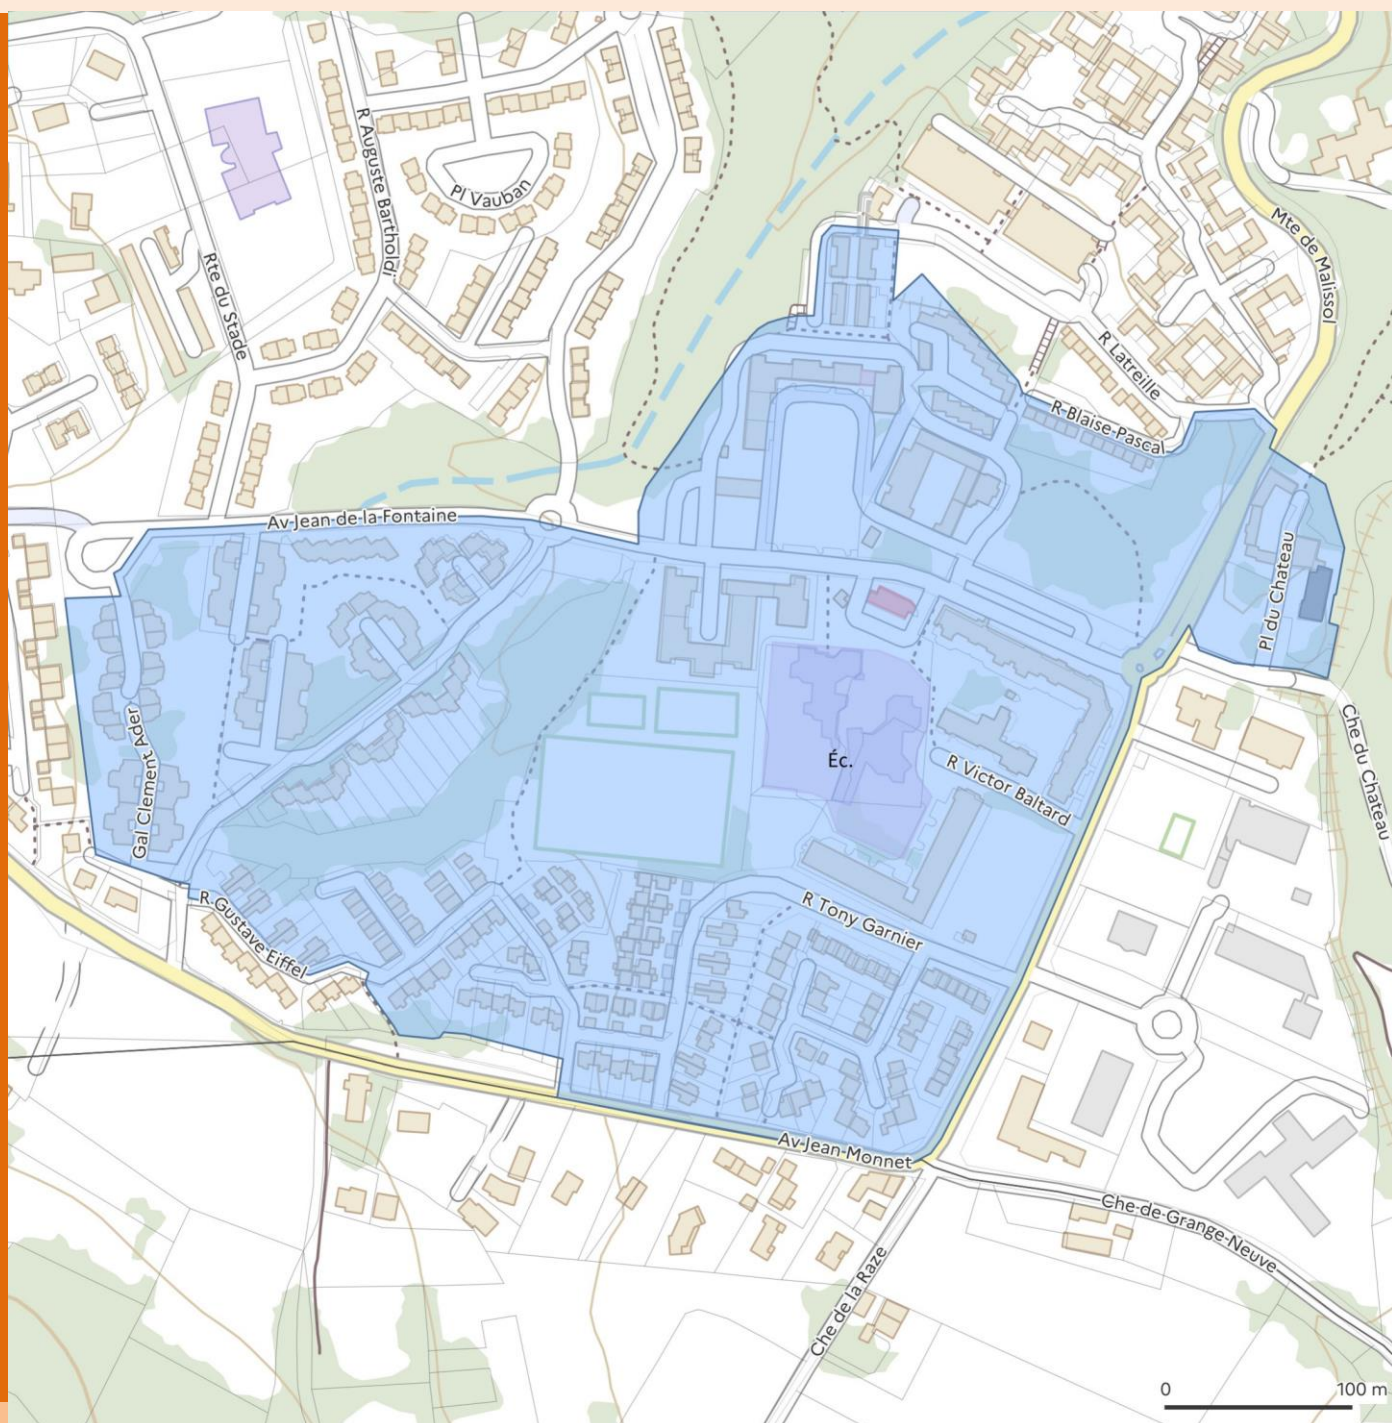 R Auguste Bartholdi
Pl Vauban
Rte du Stade
Mte de Malissol
R Latreille
R Blaise Pascal
Av Jean de la Fontaine
Pl du Chateau
Gal Clement Ader
Éc.
R Victor Baltard
Che du Chateau
R Gustave Eiffel
R Tony Garnier
Av Jean Monnet
Che de Grange Neuve
Che de la Raze
0 100 m